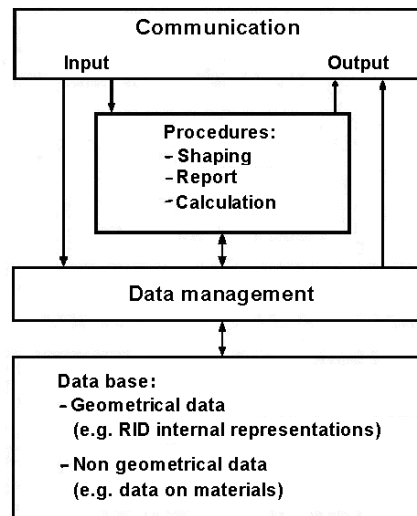 Communication
Input Output
Procedures:
- Shaping
- Report
- Calculation
Data management
Data base:
- Geometrical data
(e.g. RID internal representations)
- Non geometrical data
(e.g. data on materials)